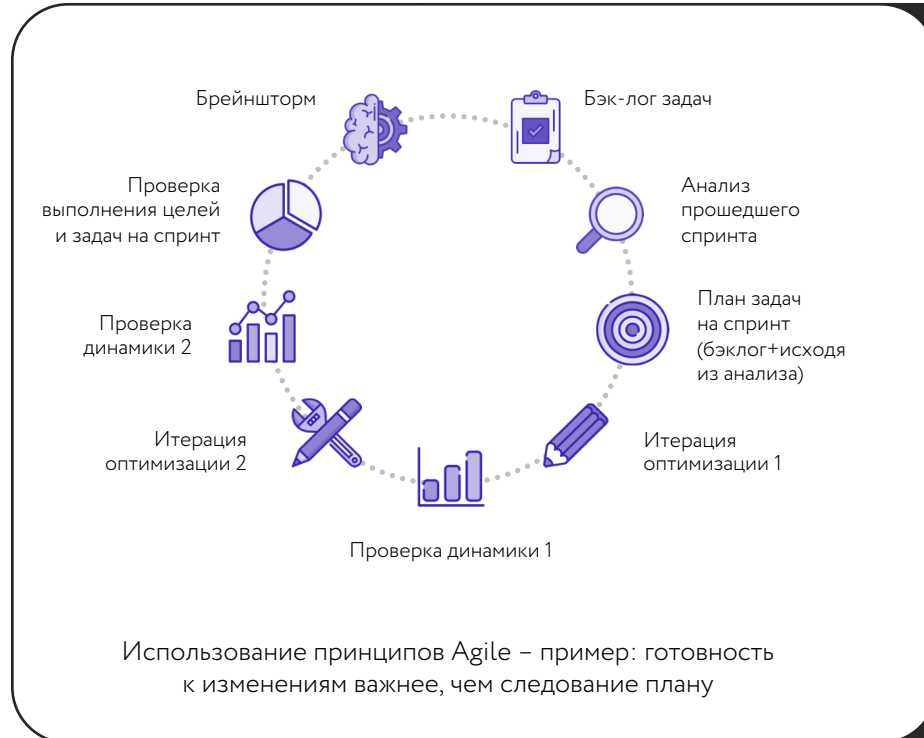 Брейншторм
Бэк-лог задач
Анализ
прошедшего
спринта
План задач
на спринт
(бэклог+исходя
из анализа)
Итерация
оптимизации 1
Проверка динамики 1
Итерация
оптимизации 2
Проверка
динамики 2
Проверка
выполнения целей
и задач на спринт
Использование принципов Agile – пример: готовность
к изменениям важнее, чем следование плану